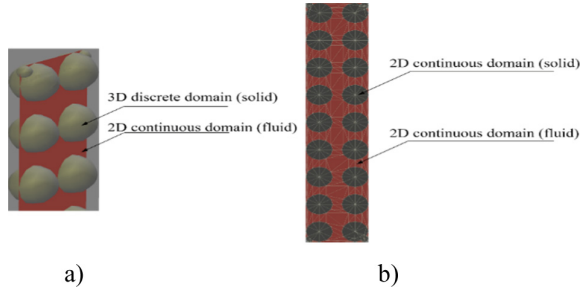 3D discrete domain (solid)
2D continuous domain (fluid)
a)
2D continuous domain (solid)
2D continuous domain (fluid)
b)